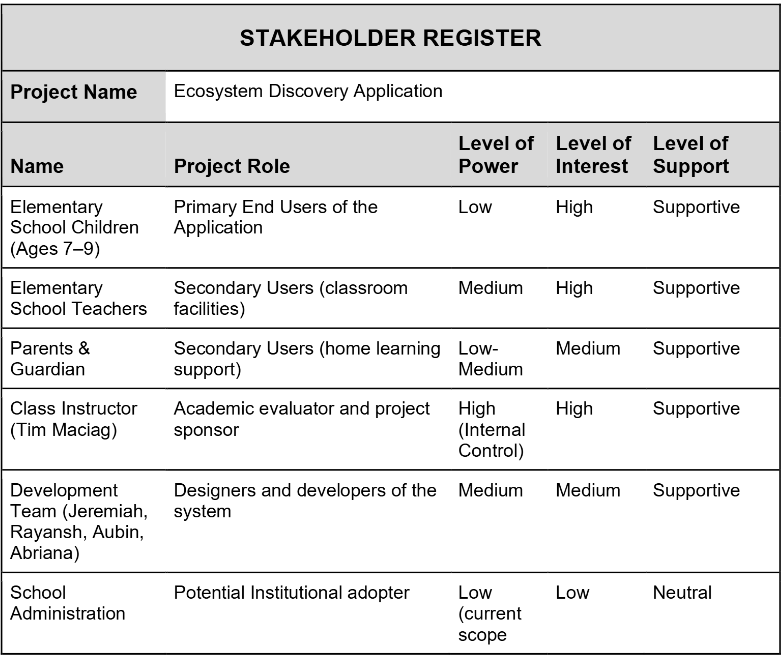 STAKEHOLDER REGISTER
Project Name Ecosystem Discovery Application
Name Project Role Level of Power Level of Interest Level of Support
Elementary School Children (Ages 7–9) Primary End Users of the Application Low High Supportive
Elementary School Teachers Secondary Users (classroom facilities) Medium High Supportive
Parents & Guardian Secondary Users (home learning support) Low-Medium Medium Supportive
Class Instructor (Tim Maciag) Academic evaluator and project sponsor High (Internal Control) High Supportive
Development Team (Jeremiah, Rayansh, Aubin, Abriana) Designers and developers of the system Medium Medium Supportive
School Administration Potential Institutional adopter Low (current scope Low Neutral